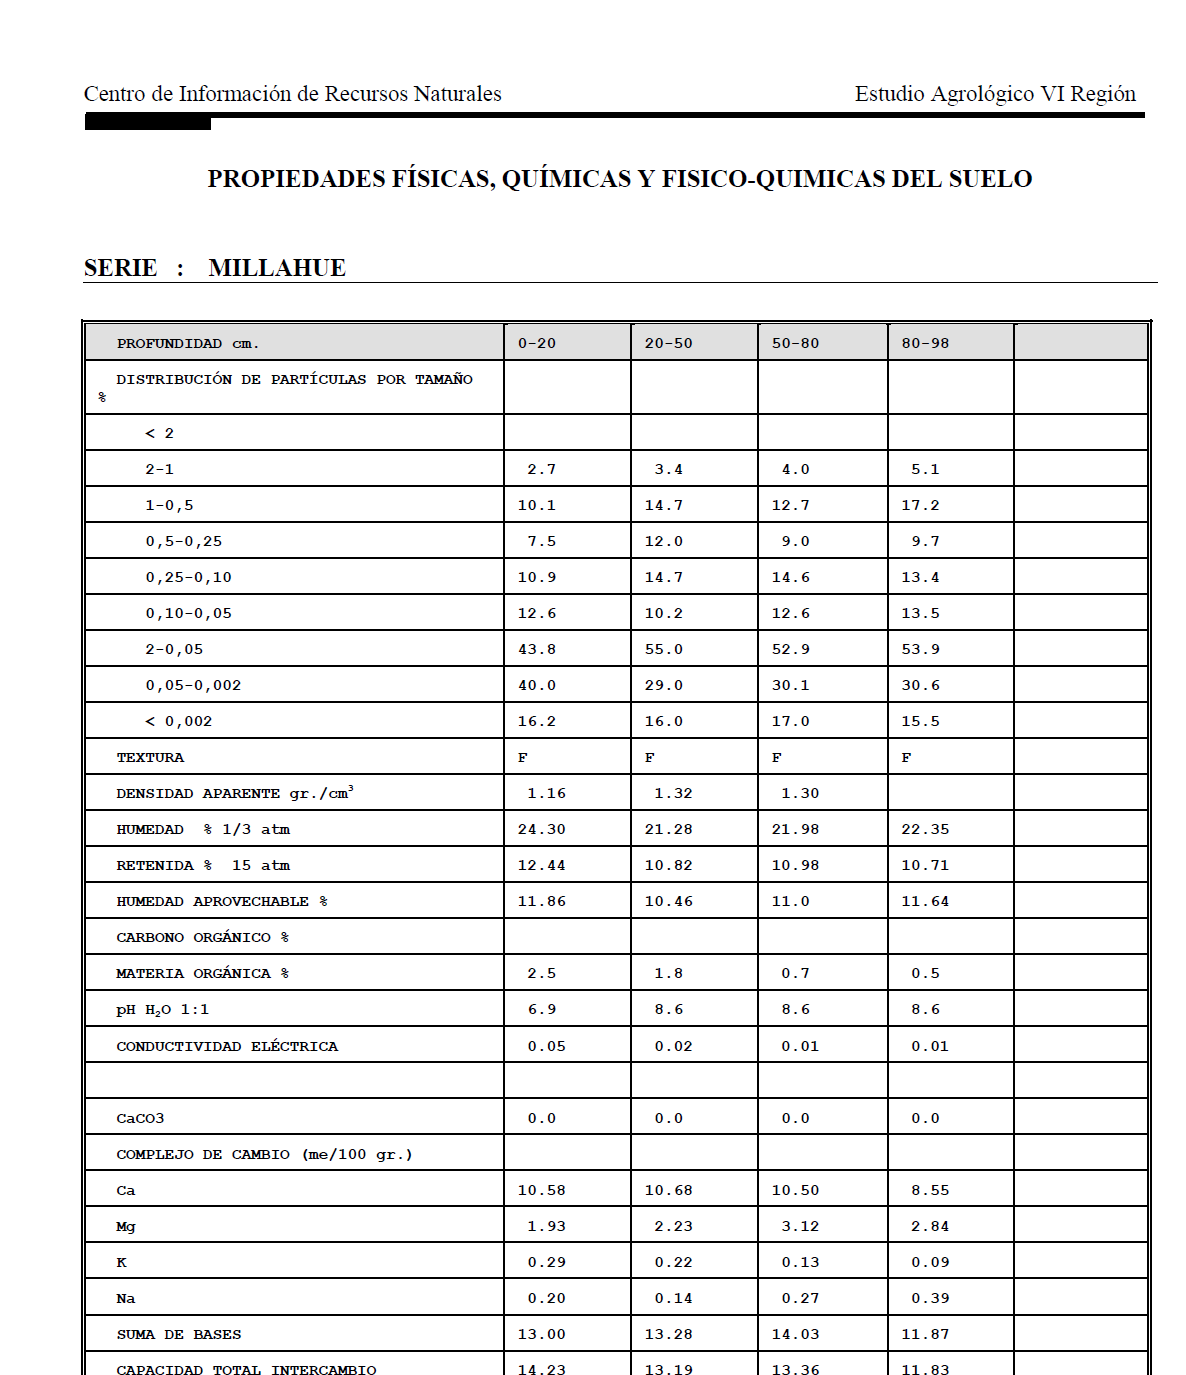 Centro de Información de Recursos Naturales Estudio Agrológico VI Región
PROPIEDADES FÍSICAS, QUÍMICAS Y FISICO-QUIMICAS DEL SUELO
SERIE : MILLAHUE
PROFUNDIDAD cm. 0-20 20-50 50-80 80-98
DISTRIBUCIÓN DE PARTÍCULAS POR TAMAÑO
%
< 2
2-1 2.7 3.4 4.0 5.1
1-0,5 10.1 14.7 12.7 17.2
0,5-0,25 7.5 12.0 9.0 9.7
0,25-0,10 10.9 14.7 14.6 13.4
0,10-0,05 12.6 10.2 12.6 13.5
2-0,05 43.8 55.0 52.9 53.9
0,05-0,002 40.0 29.0 30.1 30.6
< 0,002 16.2 16.0 17.0 15.5
TEXTURA F F F F
DENSIDAD APARENTE gr./cm³ 1.16 1.32 1.30
HUMEDAD % 1/3 atm 24.30 21.28 21.98 22.35
RETENIDA % 15 atm 12.44 10.82 10.98 10.71
HUMEDAD APROVECHABLE % 11.86 10.46 11.0 11.64
CARBONO ORGÁNICO %
MATERIA ORGÁNICA % 2.5 1.8 0.7 0.5
pH H₂O 1:1 6.9 8.6 8.6 8.6
CONDUCTIVIDAD ELÉCTRICA 0.05 0.02 0.01 0.01
CaCO3 0.0 0.0 0.0 0.0
COMPLEJO DE CAMBIO (me/100 gr.)
Ca 10.58 10.68 10.50 8.55
Mg 1.93 2.23 3.12 2.84
K 0.29 0.22 0.13 0.09
Na 0.20 0.14 0.27 0.39
SUMA DE BASES 13.00 13.28 14.03 11.87
CAPACIDAD TOTAL INTERCAMBIO 14.23 13.19 13.36 11.83